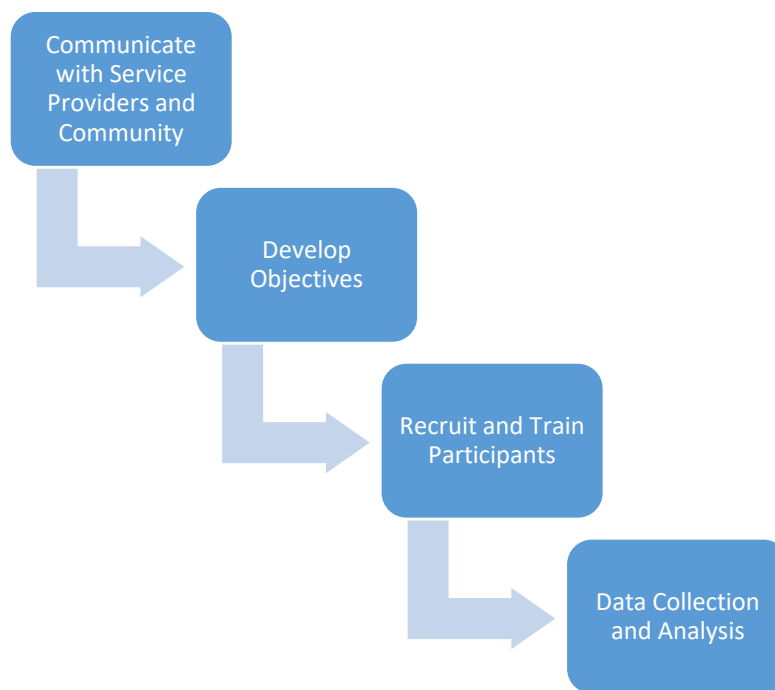 Communicate
with Service
Providers and
Community
Develop
Objectives
Recruit and Train
Participants
Data Collection
and Analysis